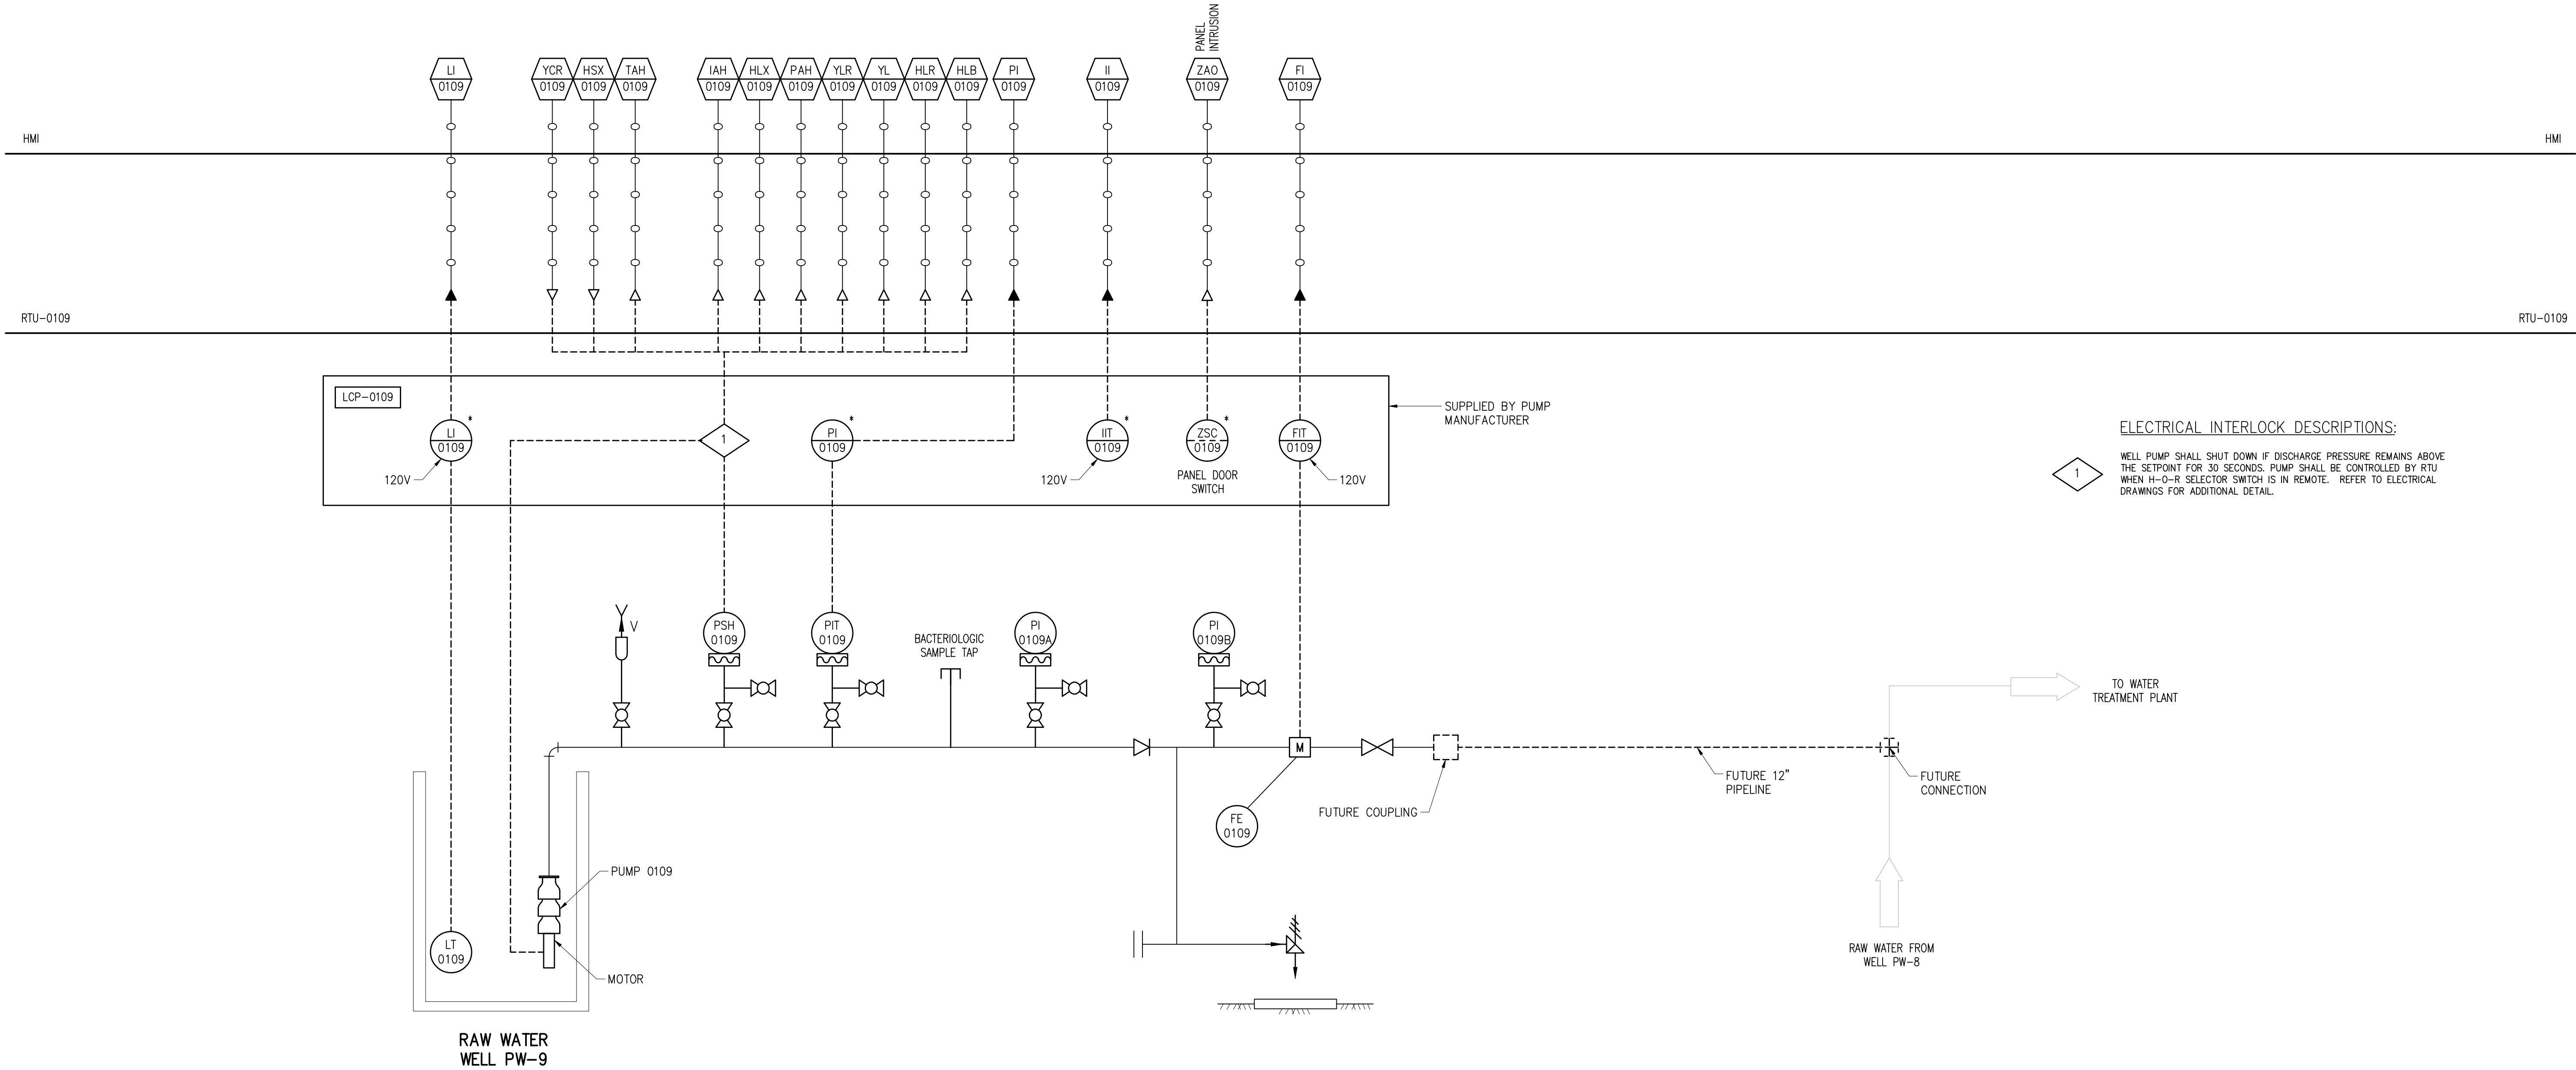 PANEL
INTRUSION
LI
0109
YCR
0109
HSX
0109
TAH
0109
IAH
0109
HLX
0109
PAH
0109
YLR
0109
YL
0109
HLR
0109
HLB
0109
PI
0109
II
0109
ZAO
0109
FI
0109
HMI
HMI
RTU-0109
RTU-0109
LCP-0109
SUPPLIED BY PUMP
MANUFACTURER
LI
0109
*
120V
1
PI
0109
*
IIT
0109
*
120V
ZSC
0109
*
PANEL DOOR
SWITCH
FIT
0109
120V
ELECTRICAL INTERLOCK DESCRIPTIONS:
1
WELL PUMP SHALL SHUT DOWN IF DISCHARGE PRESSURE REMAINS ABOVE
THE SETPOINT FOR 30 SECONDS. PUMP SHALL BE CONTROLLED BY RTU
WHEN H-O-R SELECTOR SWITCH IS IN REMOTE. REFER TO ELECTRICAL
DRAWINGS FOR ADDITIONAL DETAIL.
V
PSH
0109
PIT
0109
BACTERIOLOGIC
SAMPLE TAP
PI
0109A
PI
0109B
TO WATER
TREATMENT PLANT
M
FE
0109
FUTURE COUPLING
FUTURE 12"
PIPELINE
FUTURE
CONNECTION
PUMP 0109
LT
0109
MOTOR
RAW WATER FROM
WELL PW-8
RAW WATER
WELL PW-9